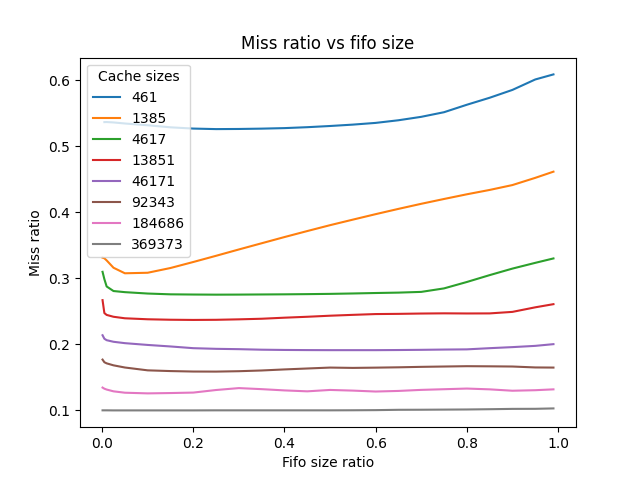 Miss ratio vs fifo size
Cache sizes
461
1385
4617
13851
46171
92343
184686
369373
0.6
0.5
0.4
0.3
0.2
0.1
Miss ratio
0.0 0.2 0.4 0.6 0.8 1.0
Fifo size ratio